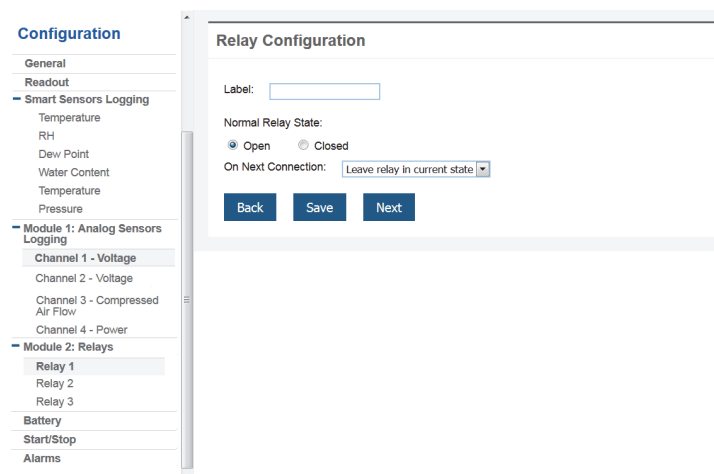 Configuration
General
Readout
Smart Sensors Logging
Temperature
RH
Dew Point
Water Content
Temperature
Pressure
Module 1: Analog Sensors
Logging
Channel 1 - Voltage
Channel 2 - Voltage
Channel 3 - Compressed
Air Flow
Channel 4 - Power
Module 2: Relays
Relay 1
Relay 2
Relay 3
Battery
Start/Stop
Alarms
Relay Configuration
Label:
Normal Relay State:
Open Closed
On Next Connection: Leave relay in current state
Back Save Next